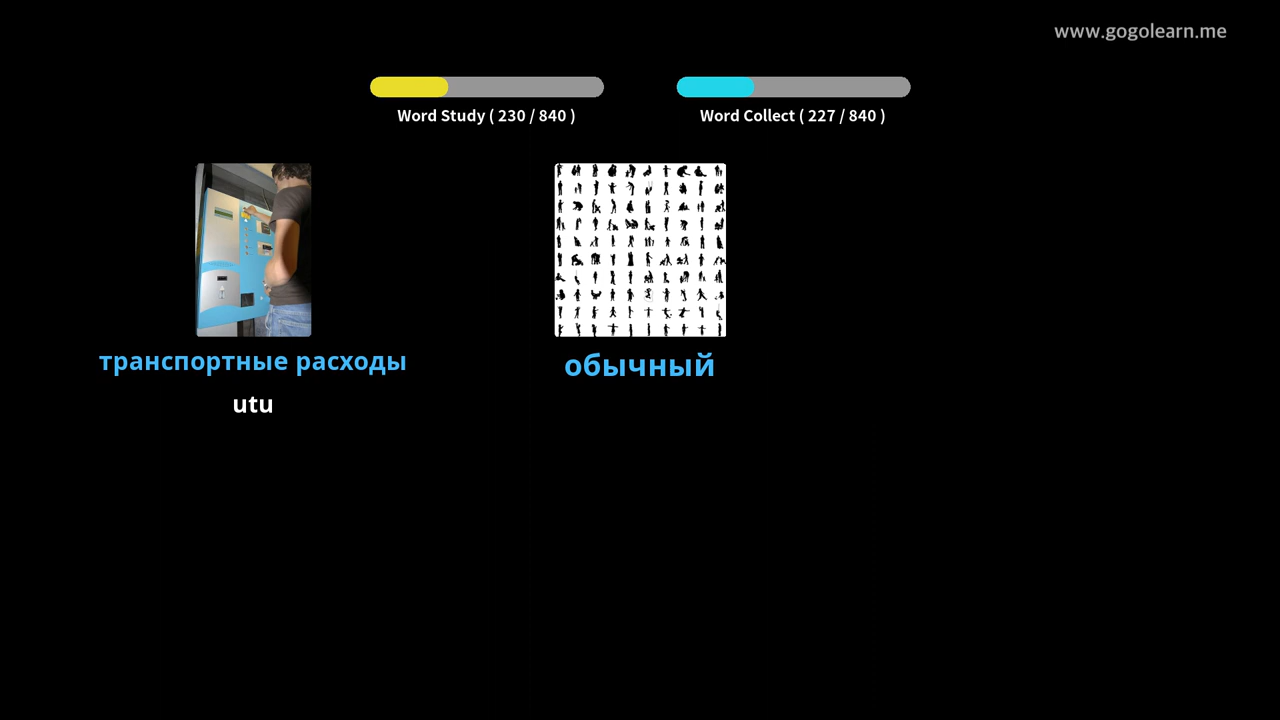 www.gogolearn.me
Word Study ( 230 / 840 )
Word Collect ( 227 / 840 )
транспортные расходы
utu
обычный